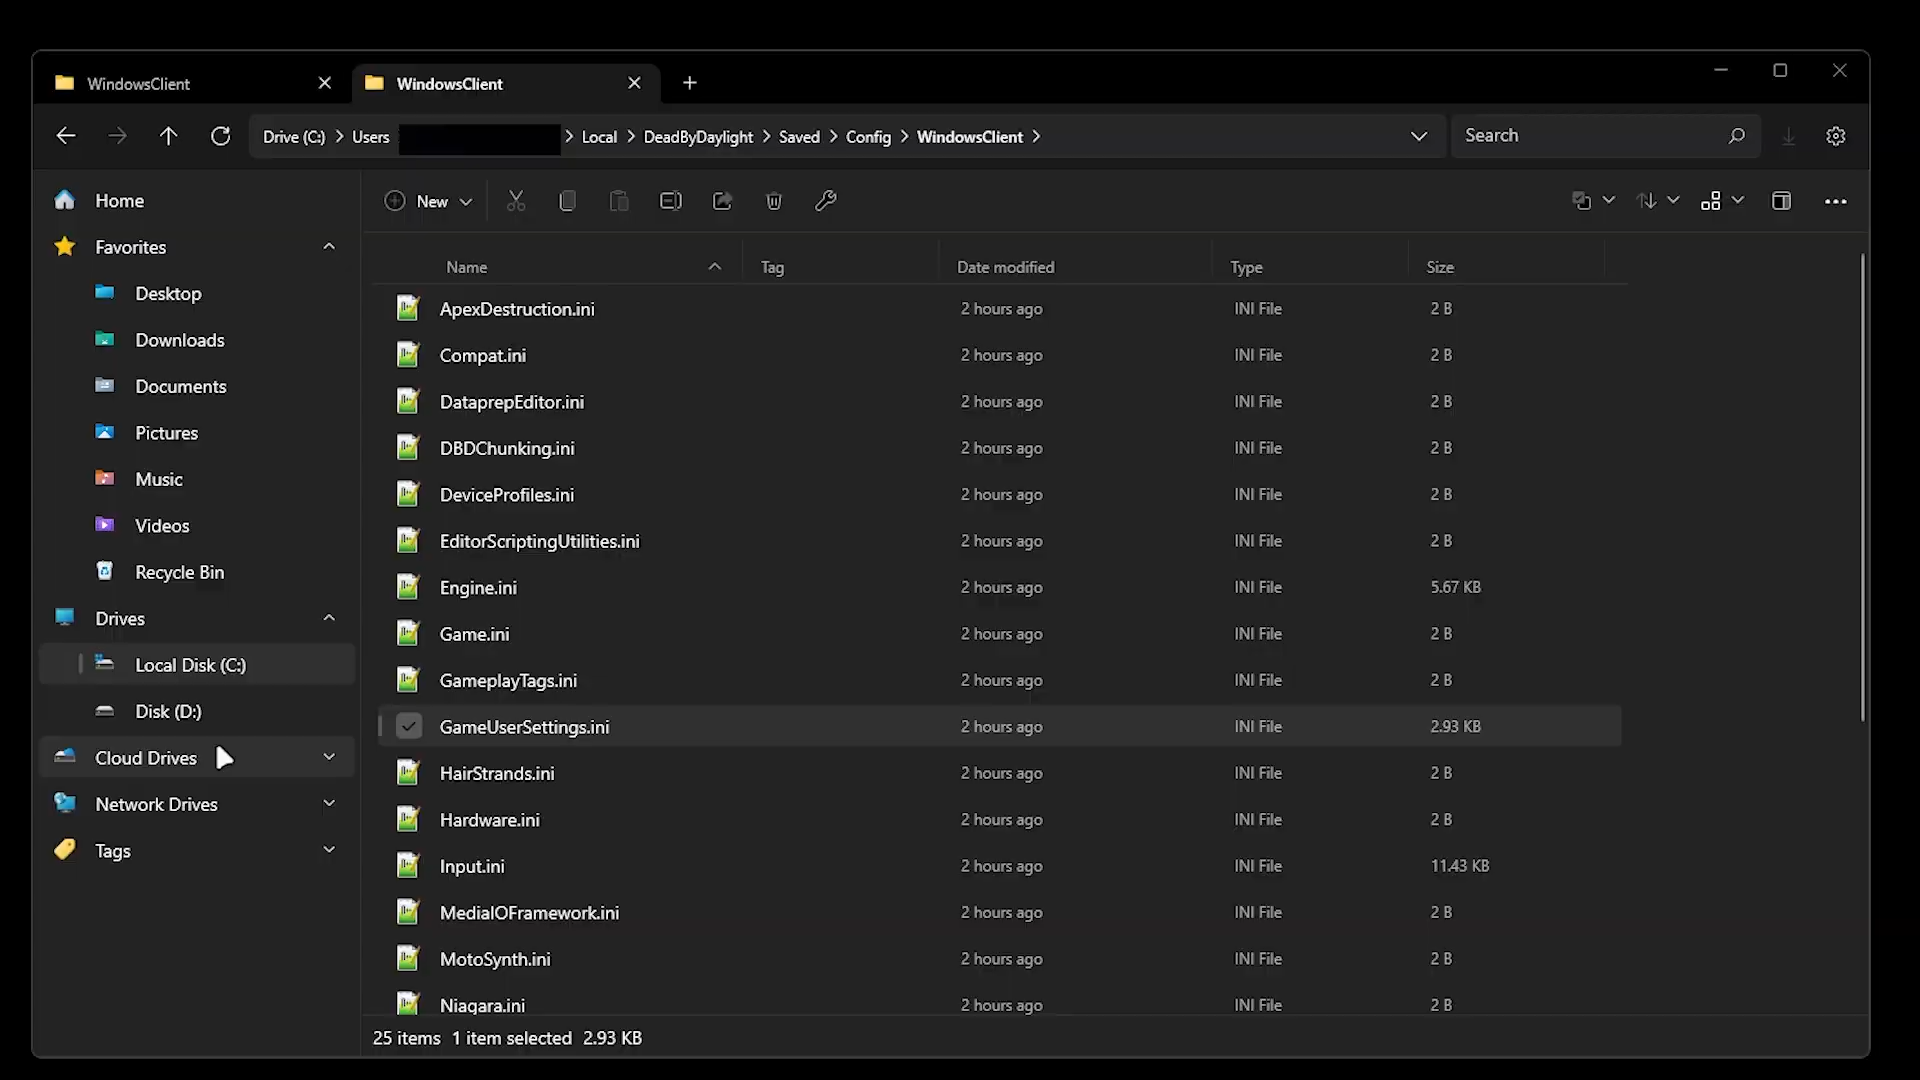 WindowsClient
WindowsClient
Drive (C:) Users Local DeadByDaylight Saved Config WindowsClient
Search
Home
Favorites
Desktop
Downloads
Documents
Pictures
Music
Videos
Recycle Bin
Drives
Local Disk (C:)
Disk (D:)
Cloud Drives
Network Drives
Tags
New
Name Tag Date modified Type Size
ApexDestruction.ini 2 hours ago INI File 2 B
Compat.ini 2 hours ago INI File 2 B
DataprepEditor.ini 2 hours ago INI File 2 B
DBDChunking.ini 2 hours ago INI File 2 B
DeviceProfiles.ini 2 hours ago INI File 2 B
EditorScriptingUtilities.ini 2 hours ago INI File 2 B
Engine.ini 2 hours ago INI File 5.67 KB
Game.ini 2 hours ago INI File 2 B
GameplayTags.ini 2 hours ago INI File 2 B
GameUserSettings.ini 2 hours ago INI File 2.93 KB
HairStrands.ini 2 hours ago INI File 2 B
Hardware.ini 2 hours ago INI File 2 B
Input.ini 2 hours ago INI File 11.43 KB
MediaIOFramework.ini 2 hours ago INI File 2 B
MotoSynth.ini 2 hours ago INI File 2 B
Niagara.ini 2 hours ago INI File 2 B
25 items 1 item selected 2.93 KB